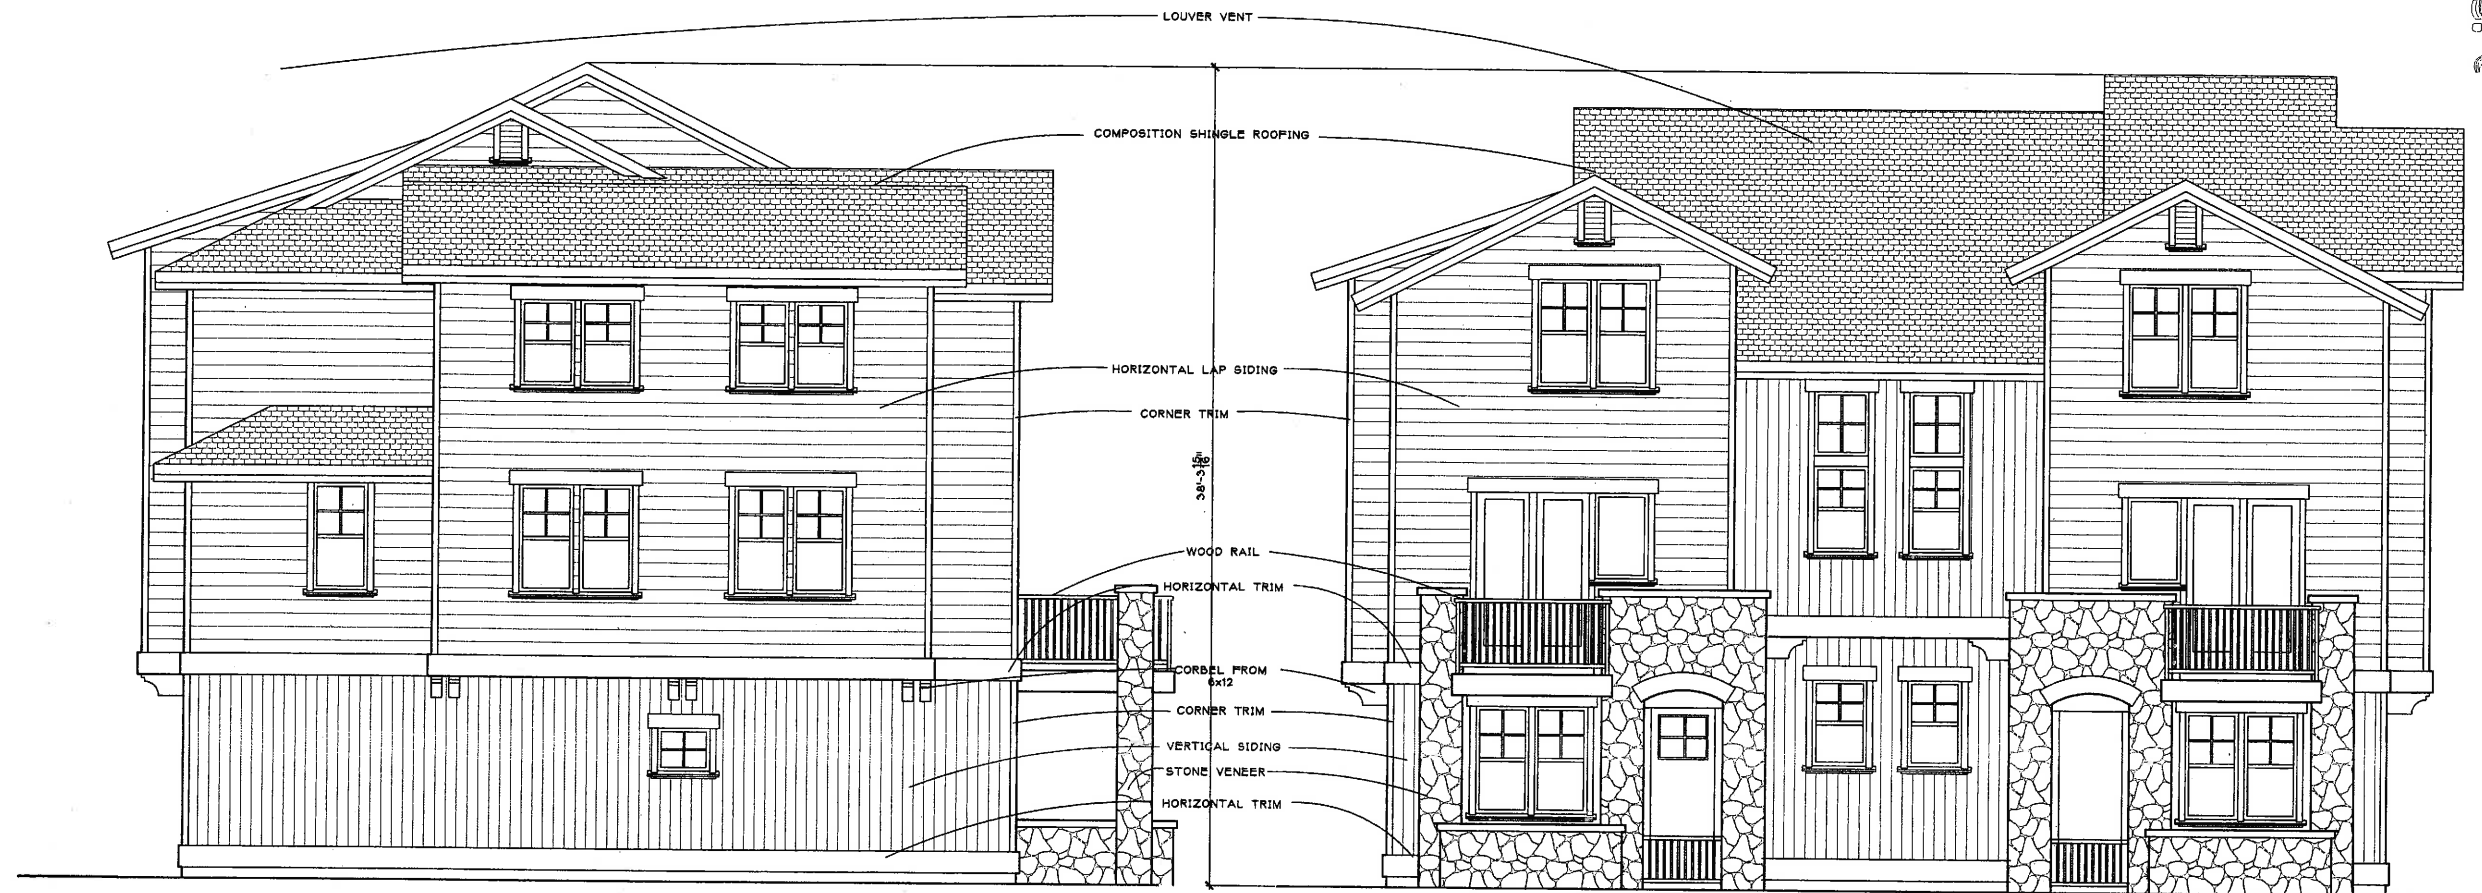 LOUVER VENT
COMPOSITION SHINGLE ROOFING
HORIZONTAL LAP SIDING
CORNER TRIM
38'-3 15/16"
WOOD RAIL
HORIZONTAL TRIM
CORBEL FROM
6x12
CORNER TRIM
VERTICAL SIDING
STONE VENEER
HORIZONTAL TRIM